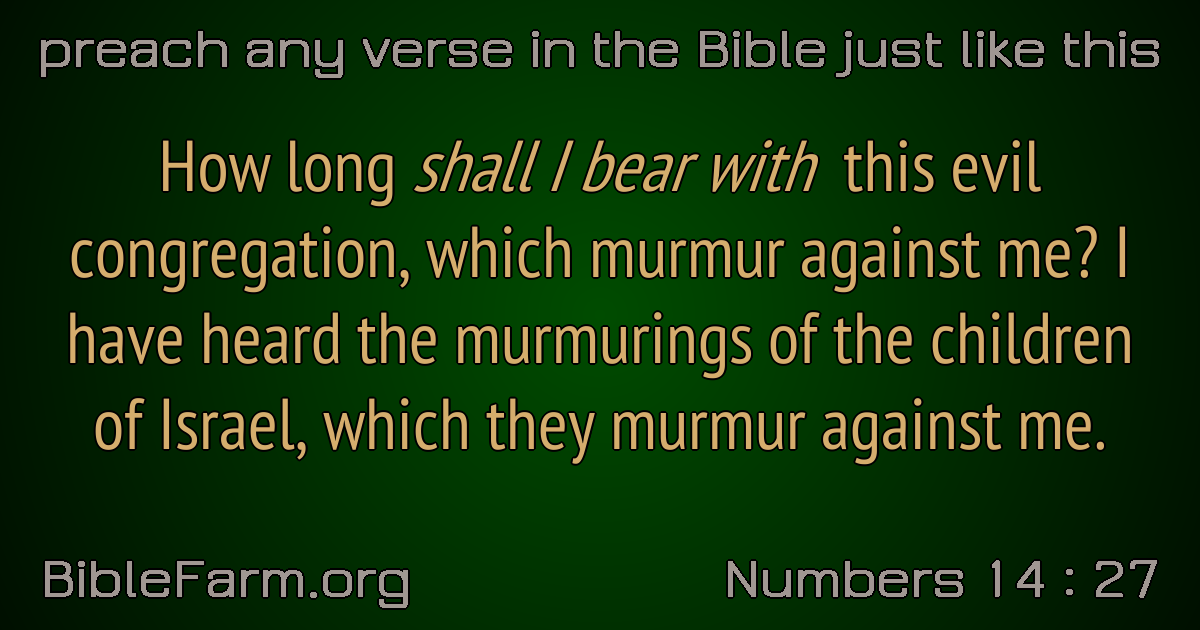 preach any verse in the Bible just like this
How long shall I bear with this evil
congregation, which murmur against me? I
have heard the murmurings of the children
of Israel, which they murmur against me.
BibleFarm.org
Numbers 14 : 27